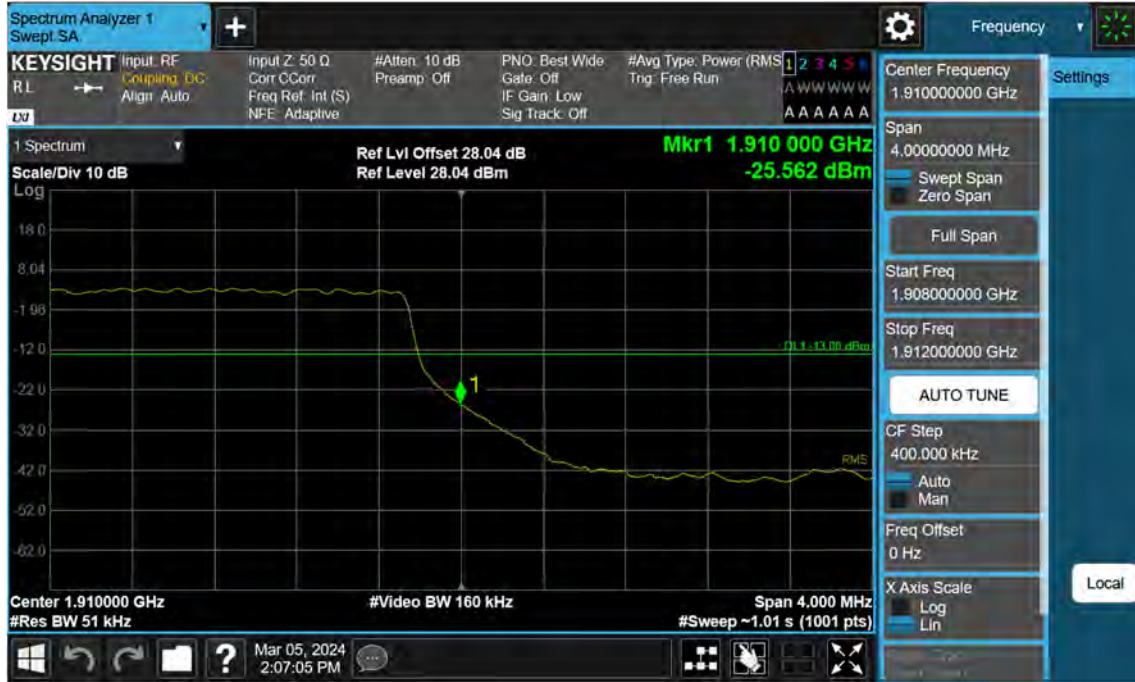 Spectrum Analyzer 1
Swept SA
Frequency
KEYSIGHT
RL
LXI
Input: RF
Coupling: DC
Align: Auto
Input Z: 50 Ω
Corr CCorr
Freq Ref: Int (S)
NFE: Adaptive
#Atten: 10 dB
Preamp: Off
PNO: Best Wide
Gate: Off
IF Gain: Low
Sig Track: Off
#Avg Type: Power (RMS
Trig: Free Run
1 2 3 4 5 6
A W W W W W
A A A A A A
1 Spectrum
Scale/Div 10 dB
Log
Ref Lvl Offset 28.04 dB
Ref Level 28.04 dBm
Mkr1 1.910 000 GHz
-25.562 dBm
18.0
8.04
-1.96
-12.0
-22.0
-32.0
-42.0
-52.0
-62.0
DL1 -13.00 dBm
1
RMS
Center 1.910000 GHz
#Res BW 51 kHz
#Video BW 160 kHz
Span 4.000 MHz
#Sweep ~1.01 s (1001 pts)
Mar 05, 2024
2:07:05 PM
Center Frequency
1.910000000 GHz
Settings
Span
4.00000000 MHz
Swept Span
Zero Span
Full Span
Start Freq
1.908000000 GHz
Stop Freq
1.912000000 GHz
AUTO TUNE
CF Step
400.000 kHz
Auto
Man
Freq Offset
0 Hz
X Axis Scale
Log
Lin
Local